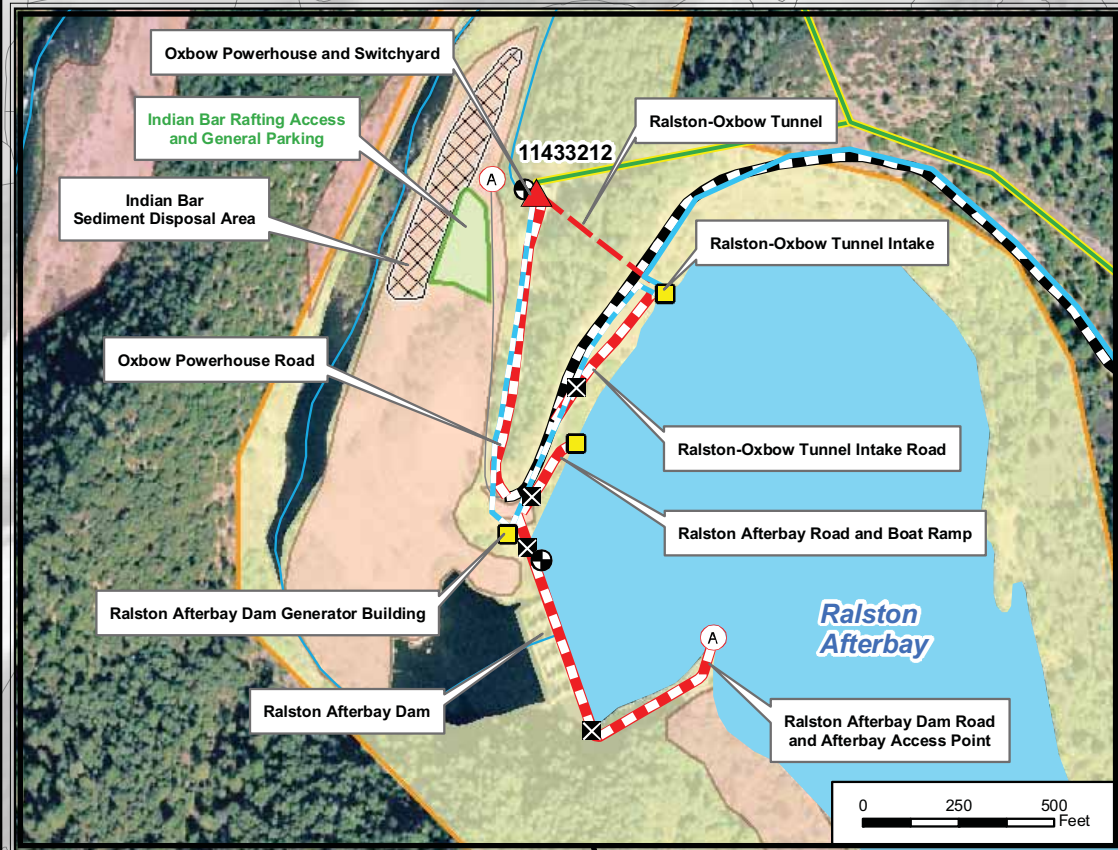 Oxbow Powerhouse and Switchyard
Indian Bar Rafting Access
and General Parking
Ralston-Oxbow Tunnel
11433212
A
Indian Bar
Sediment Disposal Area
Ralston-Oxbow Tunnel Intake
Oxbow Powerhouse Road
Ralston-Oxbow Tunnel Intake Road
Ralston Afterbay Road and Boat Ramp
Ralston Afterbay Dam Generator Building
Ralston
Afterbay
A
Ralston Afterbay Dam
Ralston Afterbay Dam Road
and Afterbay Access Point
0 250 500
Feet